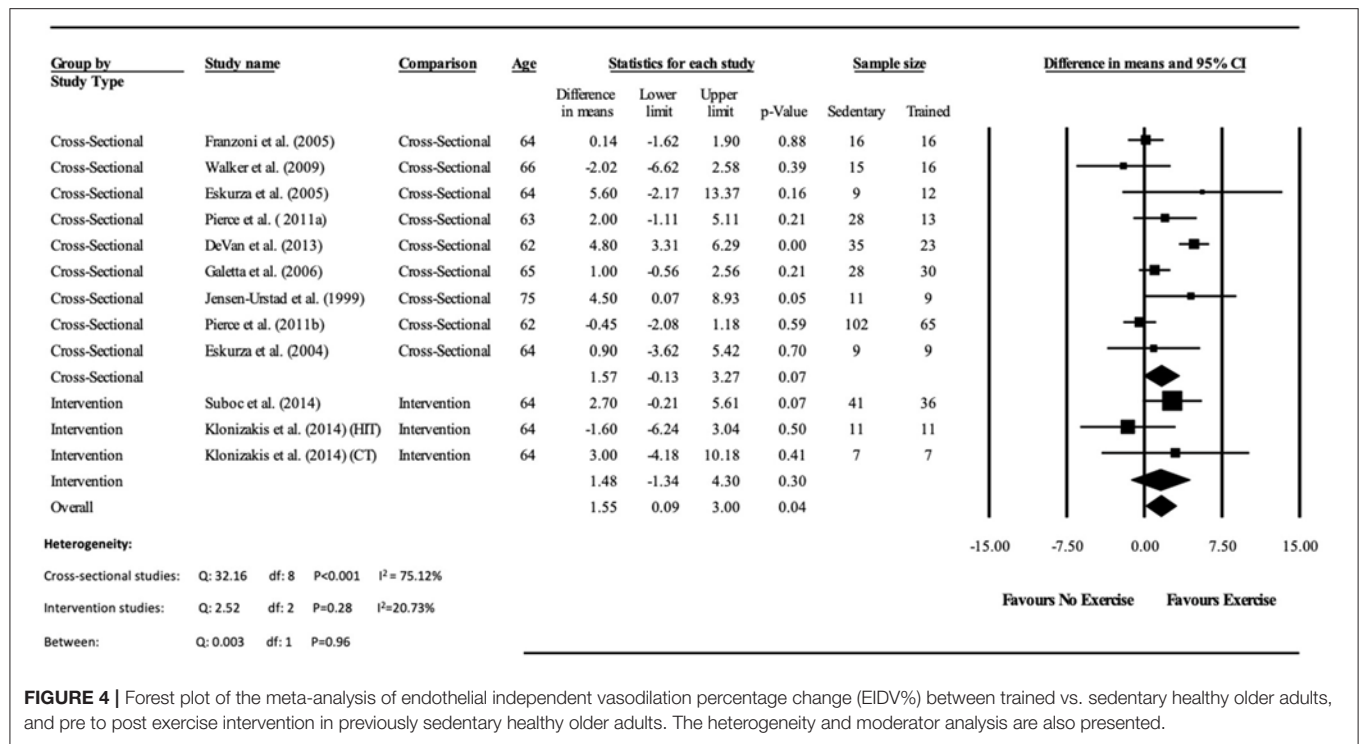 Group by Study name Comparison Age Statistics for each study Sample size Difference in means and 95% CI
Study Type
Difference Lower Upper
in means limit limit p-Value Sedentary Trained
Cross-Sectional Franzoni et al. (2005) Cross-Sectional 64 0.14 -1.62 1.90 0.88 16 16
Cross-Sectional Walker et al. (2009) Cross-Sectional 66 -2.02 -6.62 2.58 0.39 15 16
Cross-Sectional Eskurza et al. (2005) Cross-Sectional 64 5.60 -2.17 13.37 0.16 9 12
Cross-Sectional Pierce et al. ( 2011a) Cross-Sectional 63 2.00 -1.11 5.11 0.21 28 13
Cross-Sectional DeVan et al. (2013) Cross-Sectional 62 4.80 3.31 6.29 0.00 35 23
Cross-Sectional Galetta et al. (2006) Cross-Sectional 65 1.00 -0.56 2.56 0.21 28 30
Cross-Sectional Jensen-Urstad et al. (1999) Cross-Sectional 75 4.50 0.07 8.93 0.05 11 9
Cross-Sectional Pierce et al. (2011b) Cross-Sectional 62 -0.45 -2.08 1.18 0.59 102 65
Cross-Sectional Eskurza et al. (2004) Cross-Sectional 64 0.90 -3.62 5.42 0.70 9 9
Cross-Sectional 1.57 -0.13 3.27 0.07
Intervention Suboc et al. (2014) Intervention 64 2.70 -0.21 5.61 0.07 41 36
Intervention Klonizakis et al. (2014) (HIT) Intervention 64 -1.60 -6.24 3.04 0.50 11 11
Intervention Klonizakis et al. (2014) (CT) Intervention 64 3.00 -4.18 10.18 0.41 7 7
Intervention 1.48 -1.34 4.30 0.30
Overall 1.55 0.09 3.00 0.04
-15.00 -7.50 0.00 7.50 15.00
Favours No Exercise Favours Exercise
Heterogeneity:
Cross-sectional studies: Q: 32.16 df: 8 P<0.001 I² = 75.12%
Intervention studies: Q: 2.52 df: 2 P=0.28 I²=20.73%
Between: Q: 0.003 df: 1 P=0.96
FIGURE 4 | Forest plot of the meta-analysis of endothelial independent vasodilation percentage change (EIDV%) between trained vs. sedentary healthy older adults,
and pre to post exercise intervention in previously sedentary healthy older adults. The heterogeneity and moderator analysis are also presented.